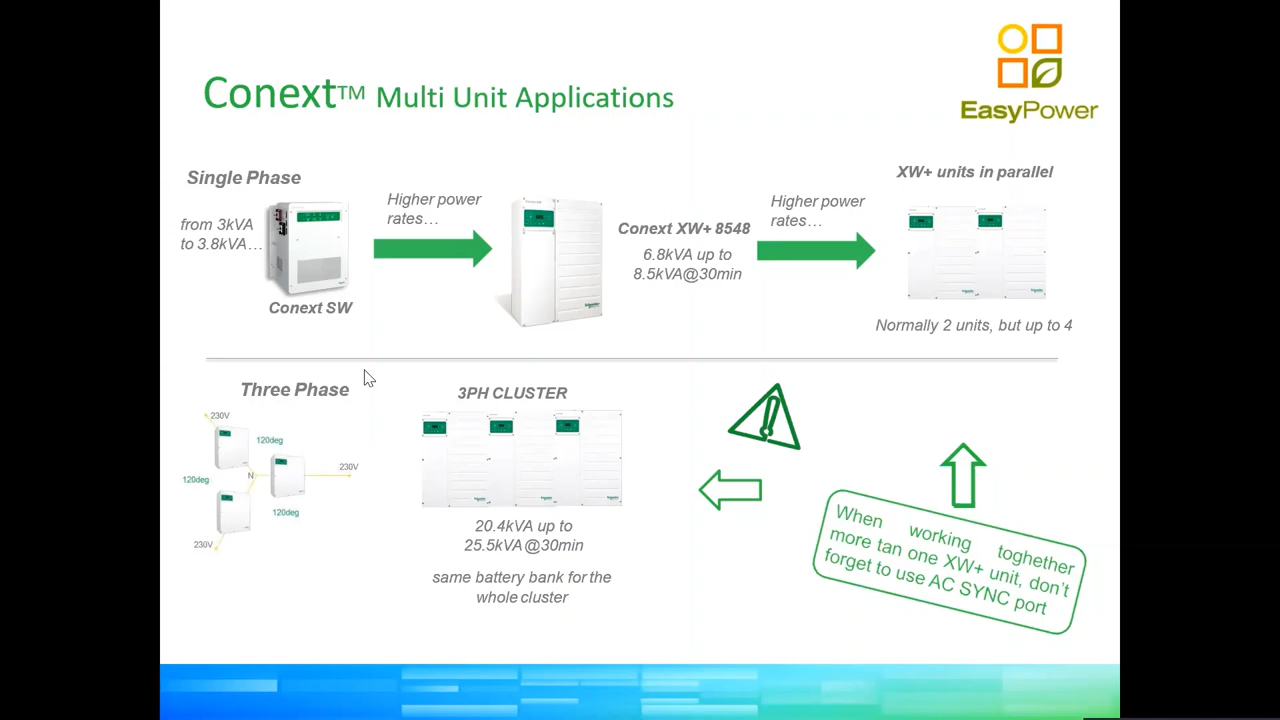 Conext™ Multi Unit Applications
EasyPower
Single Phase
from 3kVA
to 3.8kVA…
Conext SW
Higher power
rates…
Conext XW+ 8548
6.8kVA up to
8.5kVA@30min
Higher power
rates…
XW+ units in parallel
Normally 2 units, but up to 4
Three Phase
230V
120deg
230V
120deg
N
120deg
230V
3PH CLUSTER
20.4kVA up to
25.5kVA@30min
same battery bank for the
whole cluster
When working toghether
more tan one XW+ unit, don't
forget to use AC SYNC port